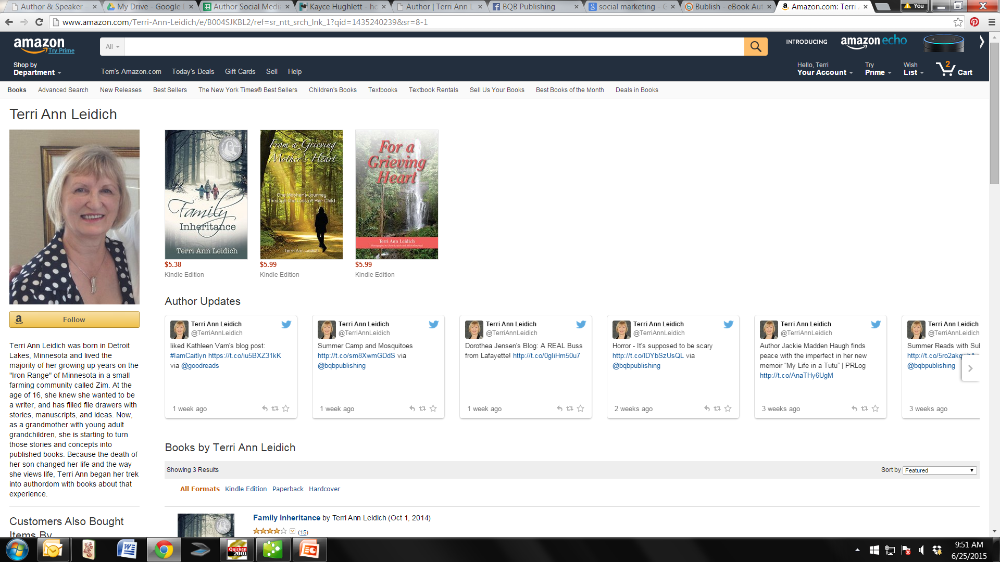 Author & Speaker –
My Drive - Google D
Author Social Media
Kayce Hughlett - ho
Author | Terri Ann L
BQB Publishing
social marketing - G
Bublish - eBook Aut
Amazon.com: Terri
You
www.amazon.com/Terri-Ann-Leidich/e/B004SJKBL2/ref=sr_ntt_srch_lnk_1?qid=1435240239&sr=8-1
amazon
Try Prime
All
INTRODUCING amazon echo
Shop by
Department
Terri's Amazon.com Today's Deals Gift Cards Sell Help
Hello, Terri
Your Account
Try
Prime
Wish
List
2
Cart
Books Advanced Search New Releases Best Sellers The New York Times® Best Sellers Children's Books Textbooks Textbook Rentals Sell Us Your Books Best Books of the Month Deals in Books
Terri Ann Leidich
Family
Inheritance
Terri Ann Leidich
$5.38
Kindle Edition
From a Grieving
Mother's Heart
One Mother's Journey
Through the Loss of Her Child
Terri Ann Leidich
$5.99
Kindle Edition
For a
Grieving
Heart
Terri Ann Leidich
$5.99
Kindle Edition
Follow
Terri Ann Leidich was born in Detroit
Lakes, Minnesota and lived the
majority of her growing up years on the
"Iron Range" of Minnesota in a small
farming community called Zim. At the
age of 16, she knew she wanted to be
a writer, and has filled file drawers with
stories, manuscripts, and ideas. Now,
as a grandmother with young adult
grandchildren, she is starting to turn
those stories and concepts into
published books. Because the death of
her son changed her life and the way
she views life, Terri Ann began her trek
into authordom with books about that
experience.
Customers Also Bought
Items By
Author Updates
Terri Ann Leidich
@TerriAnnLeidich
liked Kathleen Varn's blog post:
#IamCaitlyn https://t.co/iu5BXZ31kK
via @goodreads
1 week ago
Terri Ann Leidich
@TerriAnnLeidich
Summer Camp and Mosquitoes
http://t.co/sm8XwmGDdS via
@bqbpublishing
1 week ago
Terri Ann Leidich
@TerriAnnLeidich
Dorothea Jensen's Blog: A REAL Buss
from Lafayette! http://t.co/0gIiHm50u7
1 week ago
Terri Ann Leidich
@TerriAnnLeidich
Horror - It's supposed to be scary
http://t.co/lDYbSzUsQL via
@bqbpublishing
2 weeks ago
Terri Ann Leidich
@TerriAnnLeidich
Author Jackie Madden Haugh finds
peace with the imperfect in her new
memoir “My Life in a Tutu” | PRLog
http://t.co/AnaTHy6UgM
3 weeks ago
Terri Ann Leidich
@TerriAnnLeidich
Summer Reads with Sul
@bqbpublishing
3 weeks ago
Books by Terri Ann Leidich
Showing 3 Results
Sort by Featured
All Formats Kindle Edition Paperback Hardcover
Family Inheritance by Terri Ann Leidich (Oct 1, 2014)
(15)
Quicken
2001
9:51 AM
6/25/2015